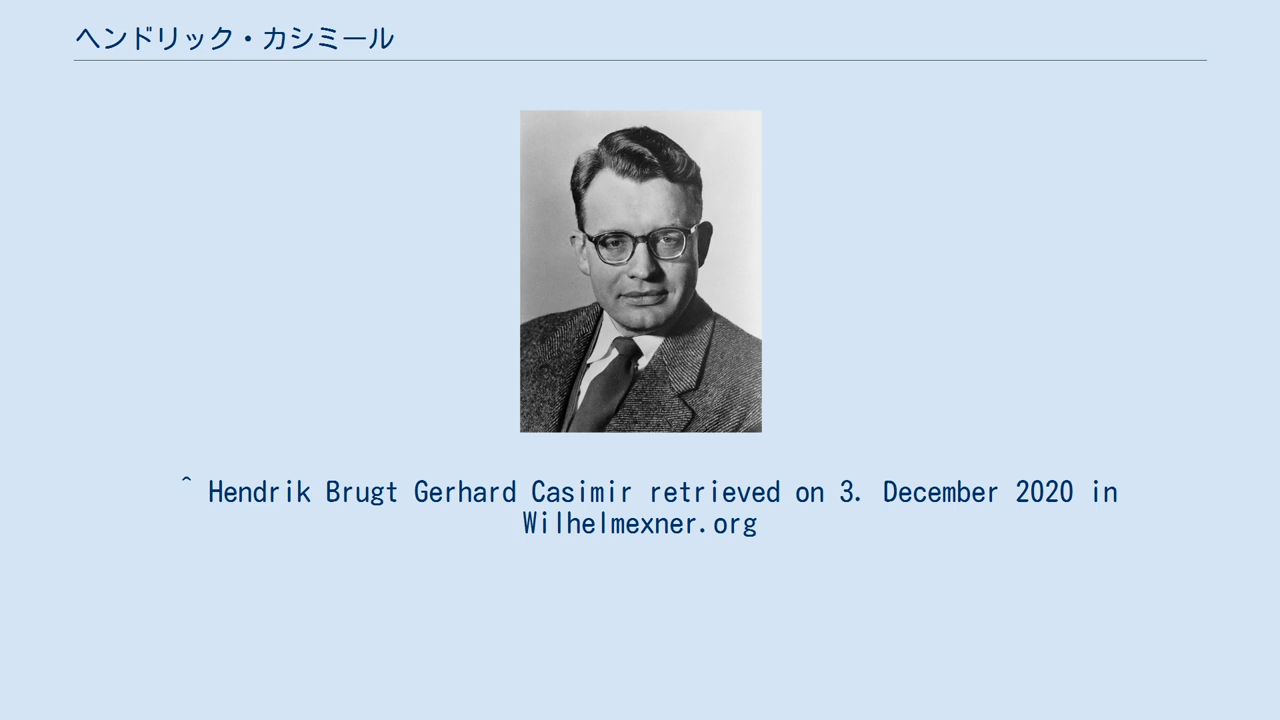 ヘンドリック・カシミール
^ Hendrik Brugt Gerhard Casimir retrieved on 3. December 2020 in
Wilhelmexner.org